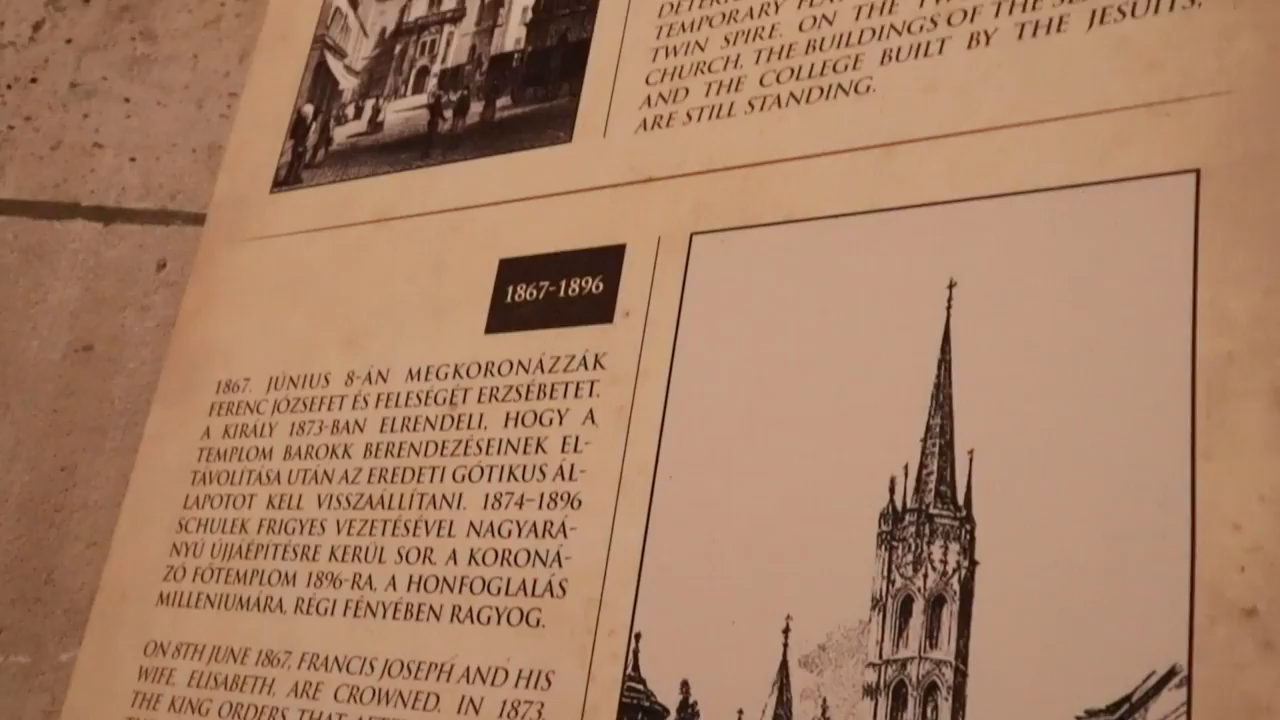 TEMPORARY
TWIN SPIRE. ON THE
CHURCH, THE BUILDINGS OF THE
AND THE COLLEGE BUILT BY THE JESUITS,
ARE STILL STANDING.
1867-1896
1867. JÚNIUS 8-ÁN MEGKORONÁZZÁK
FERENC JÓZSEFET ÉS FELESÉGÉT ERZSÉBETET.
A KIRÁLY 1873-BAN ELRENDELI, HOGY A
TEMPLOM BAROKK BERENDEZÉSEINEK EL-
TÁVOLÍTÁSA UTÁN AZ EREDETI GÓTIKUS ÁL-
LAPOTOT KELL VISSZAÁLLÍTANI. 1874-1896
SCHULEK FRIGYES VEZETÉSÉVEL NAGYARÁ-
NYÚ ÚJJÁÉPÍTÉSRE KERÜL SOR. A KORONÁ-
ZÓ FŐTEMPLOM 1896-RA, A HONFOGLALÁS
MILLENIUMÁRA, RÉGI FÉNYÉBEN RAGYOG.
ON 8TH JUNE 1867, FRANCIS JOSEPH AND HIS
WIFE, ELISABETH, ARE CROWNED. IN 1873,
THE KING ORDERS THAT